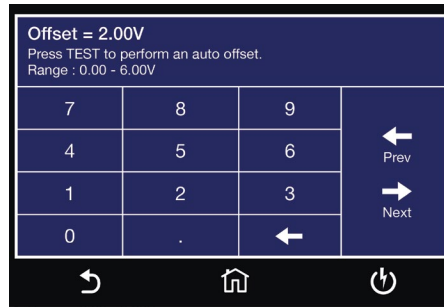 Offset = 2.00V
Press TEST to perform an auto offset.
Range : 0.00 - 6.00V
7 8 9
4 5 6
Prev
1 2 3
Next
0 .